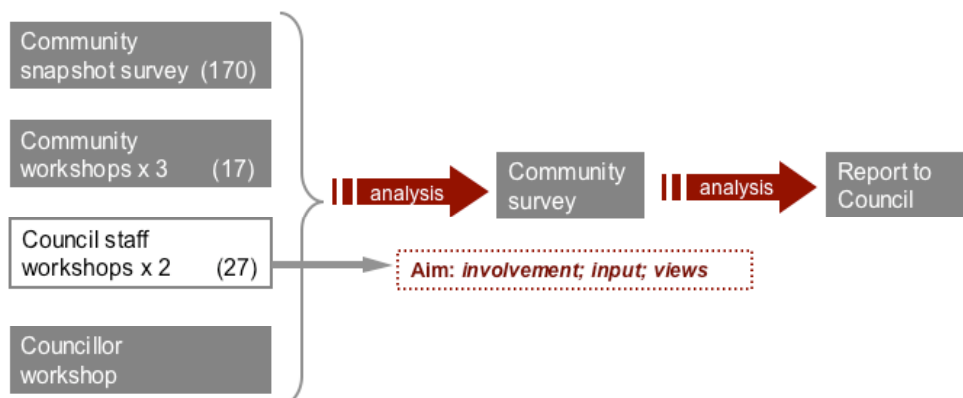 Community
snapshot survey (170)
Community
workshops x 3 (17)
Council staff
workshops x 2 (27)
Councillor
workshop
analysis
Community
survey
analysis
Report to
Council
Aim: involvement; input; views